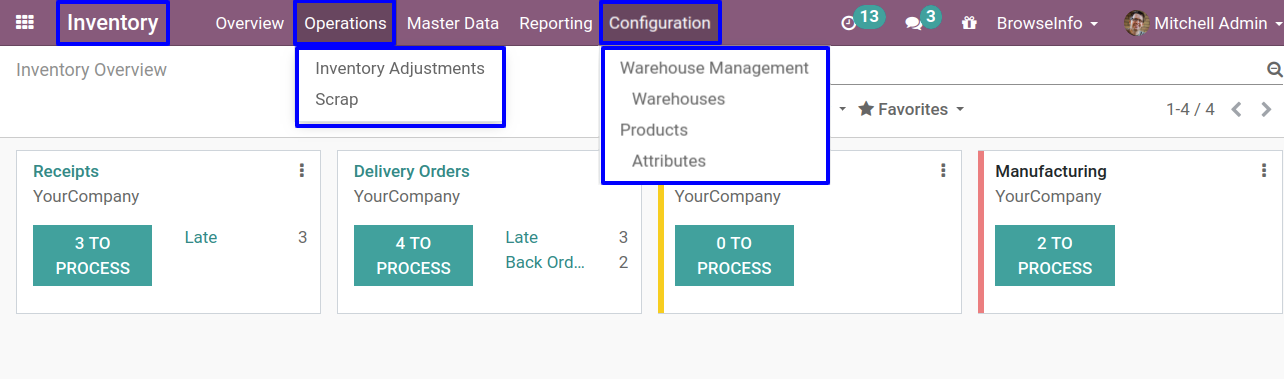 Inventory Overview Operations Master Data Reporting Configuration 13 3 BrowseInfo Mitchell Admin
Inventory Overview
Inventory Adjustments
Scrap
Warehouse Management
Warehouses
Products
Attributes
Favorites 1-4 / 4
Receipts
YourCompany
3 TO
PROCESS
Late 3
Delivery Orders
YourCompany
4 TO
PROCESS
Late 3
Back Ord... 2
YourCompany
0 TO
PROCESS
Manufacturing
YourCompany
2 TO
PROCESS